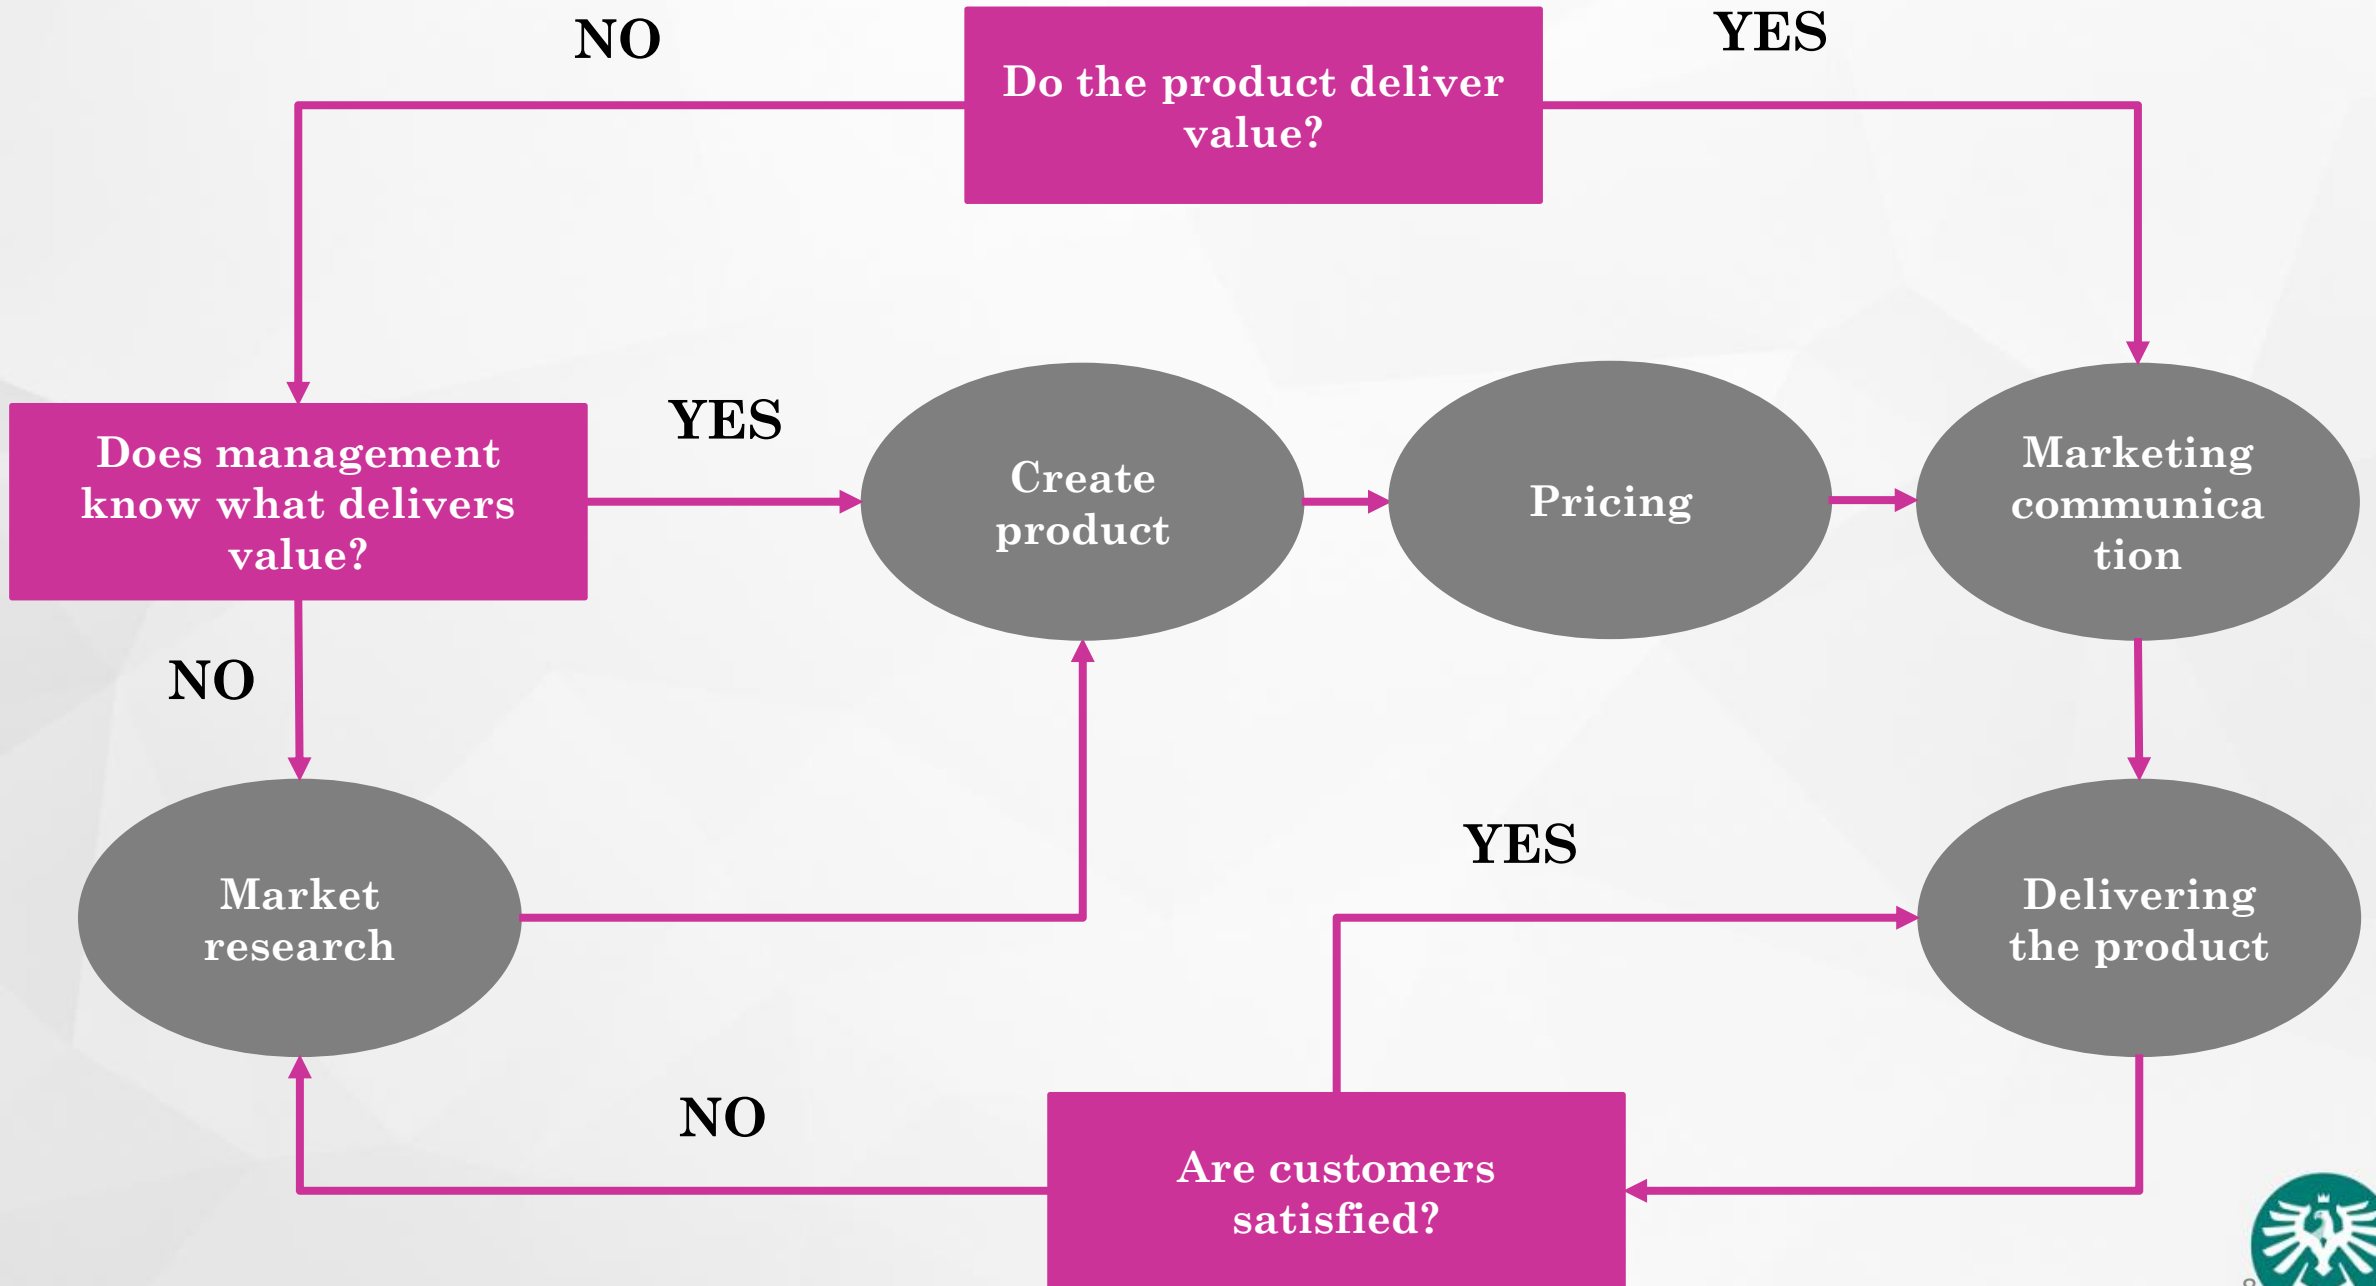 NO
Do the product deliver
value?
YES
Does management
know what delivers
value?
YES
Create
product
Pricing
Marketing
communica
tion
NO
Market
research
YES
Delivering
the product
NO
Are customers
satisfied?